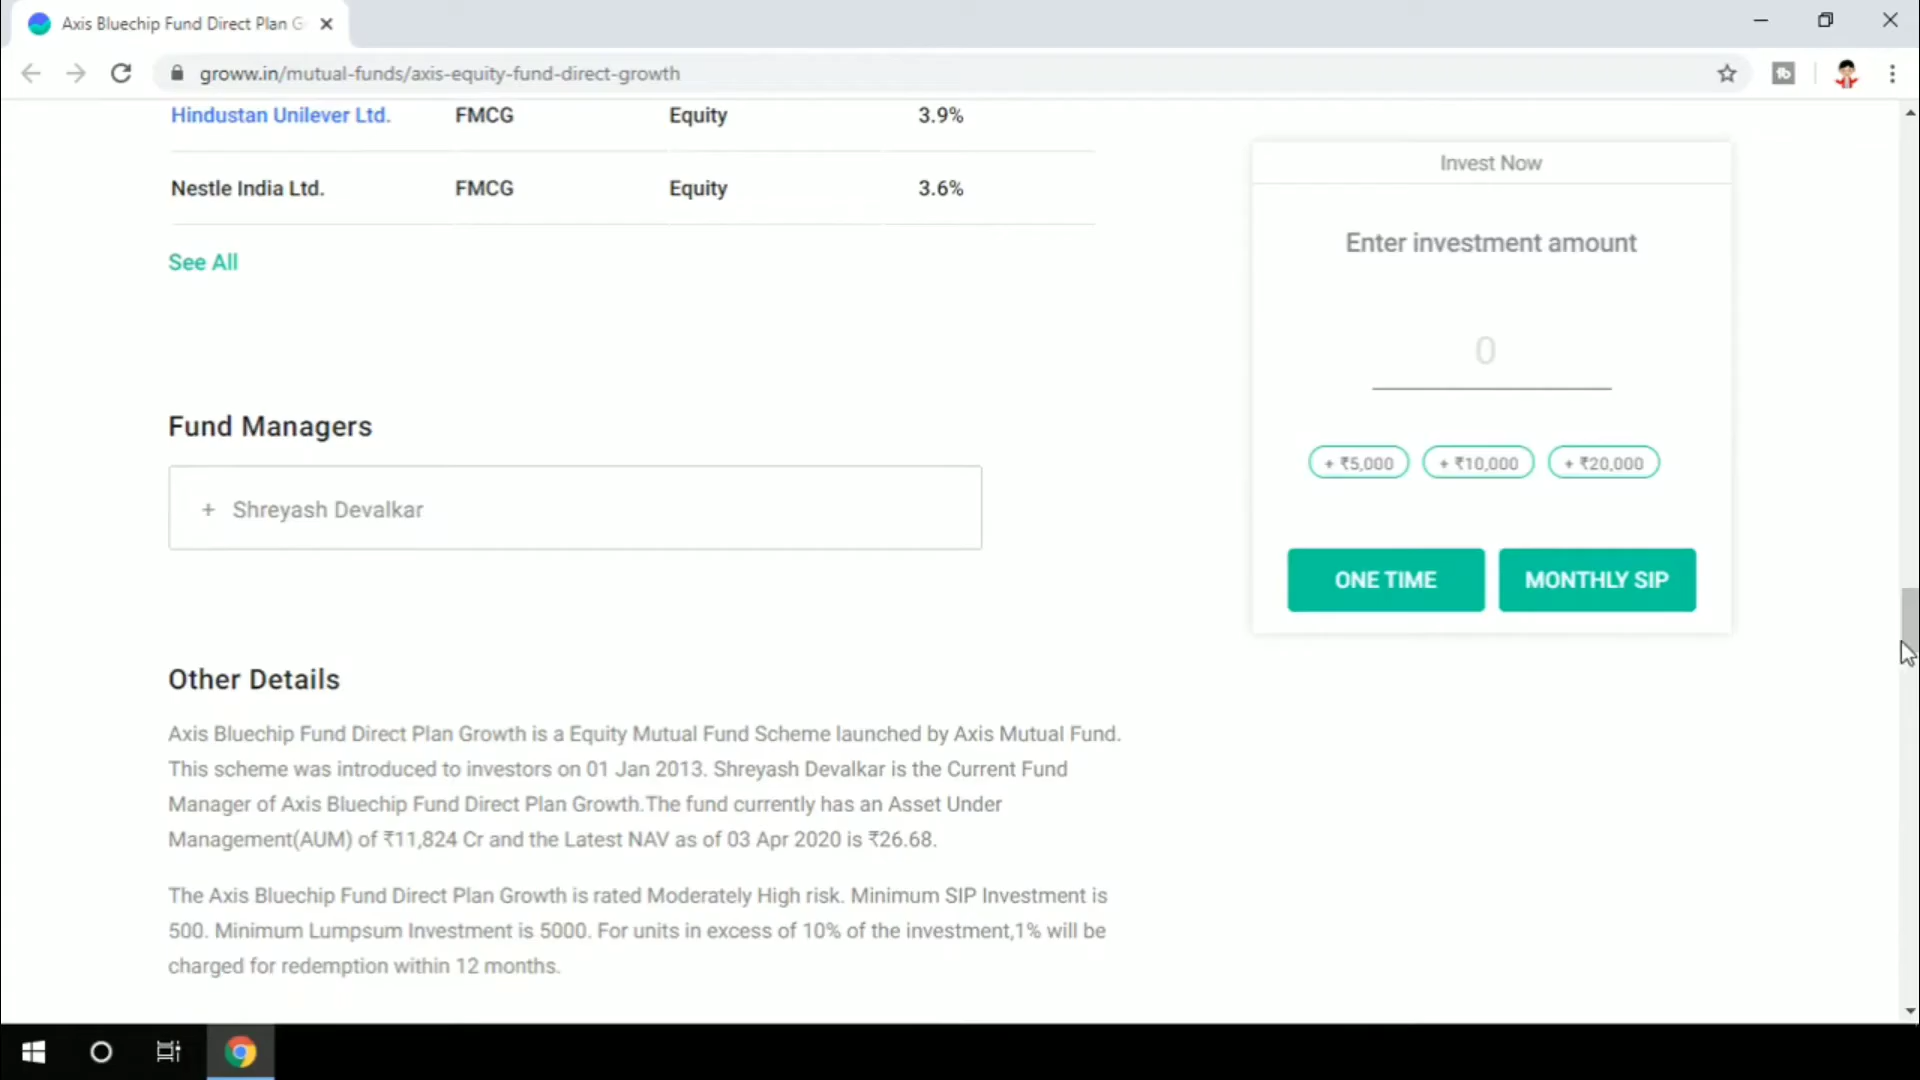 Axis Bluechip Fund Direct Plan G
groww.in/mutual-funds/axis-equity-fund-direct-growth
Hindustan Unilever Ltd. FMCG Equity 3.9%
Nestle India Ltd. FMCG Equity 3.6%
See All
Fund Managers
+ Shreyash Devalkar
Other Details
Axis Bluechip Fund Direct Plan Growth is a Equity Mutual Fund Scheme launched by Axis Mutual Fund.
This scheme was introduced to investors on 01 Jan 2013. Shreyash Devalkar is the Current Fund
Manager of Axis Bluechip Fund Direct Plan Growth.The fund currently has an Asset Under
Management(AUM) of ₹11,824 Cr and the Latest NAV as of 03 Apr 2020 is ₹26.68.
The Axis Bluechip Fund Direct Plan Growth is rated Moderately High risk. Minimum SIP Investment is
500. Minimum Lumpsum Investment is 5000. For units in excess of 10% of the investment,1% will be
charged for redemption within 12 months.
Invest Now
Enter investment amount
0
+ ₹5,000 + ₹10,000 + ₹20,000
ONE TIME MONTHLY SIP